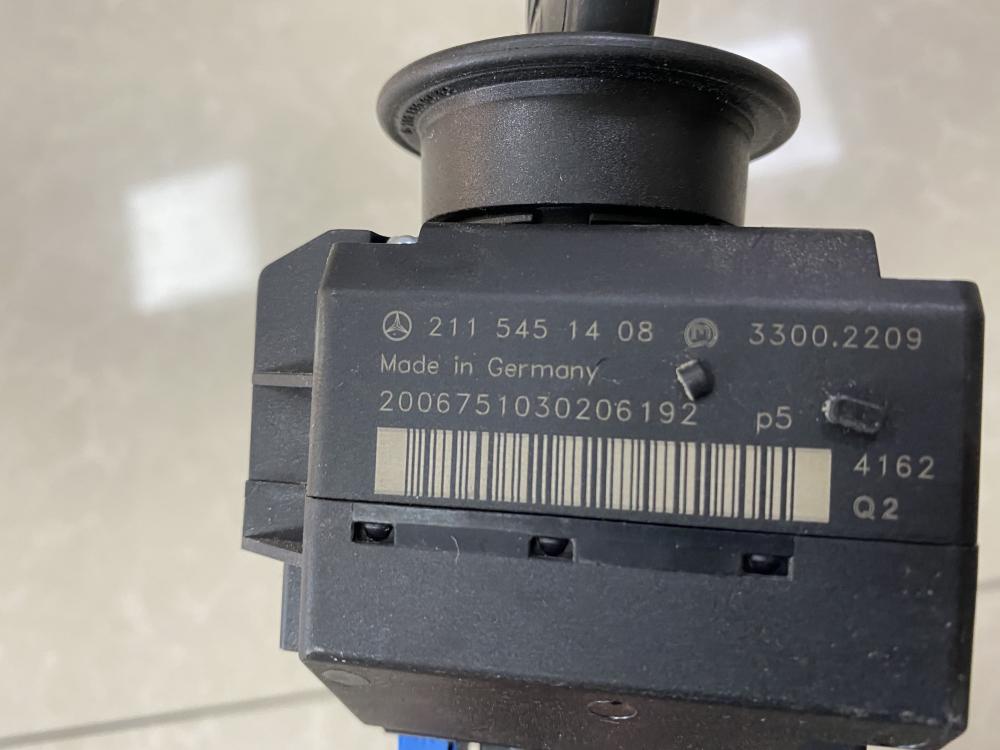 211 545 14 08 3300.2209
Made in Germany
2006751030206192 p5
4162
Q2